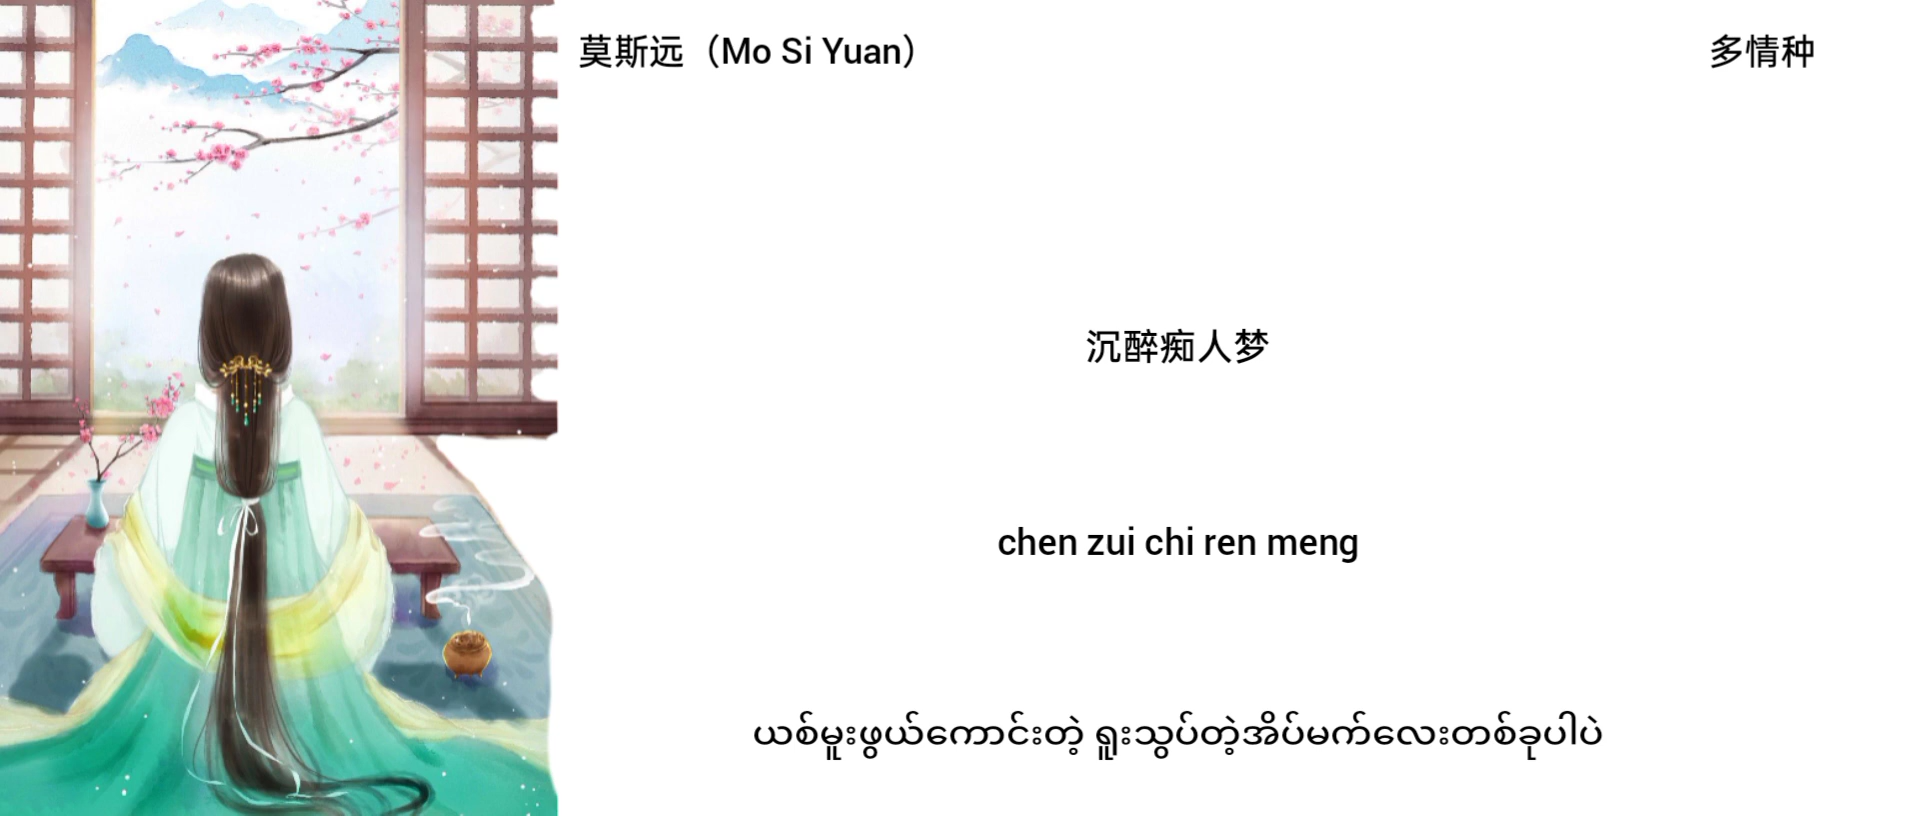 莫斯远（Mo Si Yuan）
多情种
沉醉痴人梦
chen zui chi ren meng
ယစ်မူးဖွယ်ကောင်းတဲ့ ရူးသွပ်တဲ့အိပ်မက်လေးတစ်ခုပါပဲ